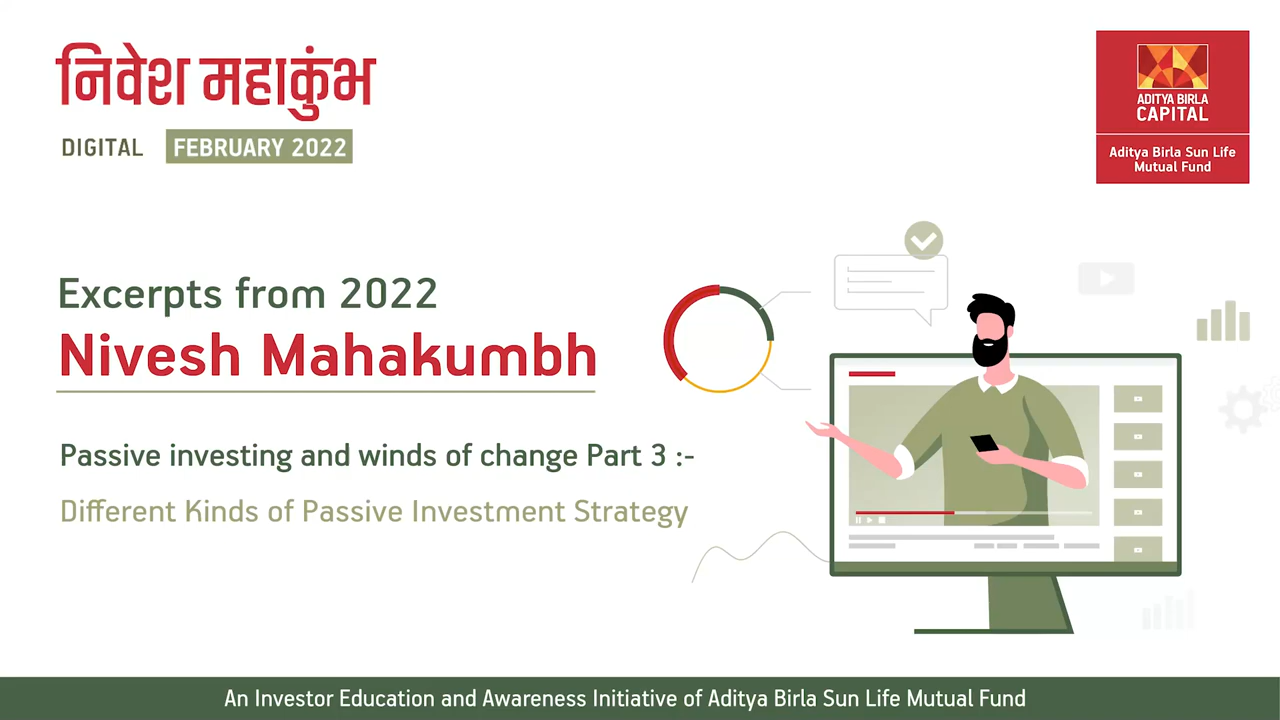 निवेश महाकुंभ
DIGITAL FEBRUARY 2022
ADITYA BIRLA
CAPITAL
Aditya Birla Sun Life
Mutual Fund
Excerpts from 2022
Nivesh Mahakumbh
Passive investing and winds of change Part 3 :-
Different Kinds of Passive Investment Strategy
An Investor Education and Awareness Initiative of Aditya Birla Sun Life Mutual Fund